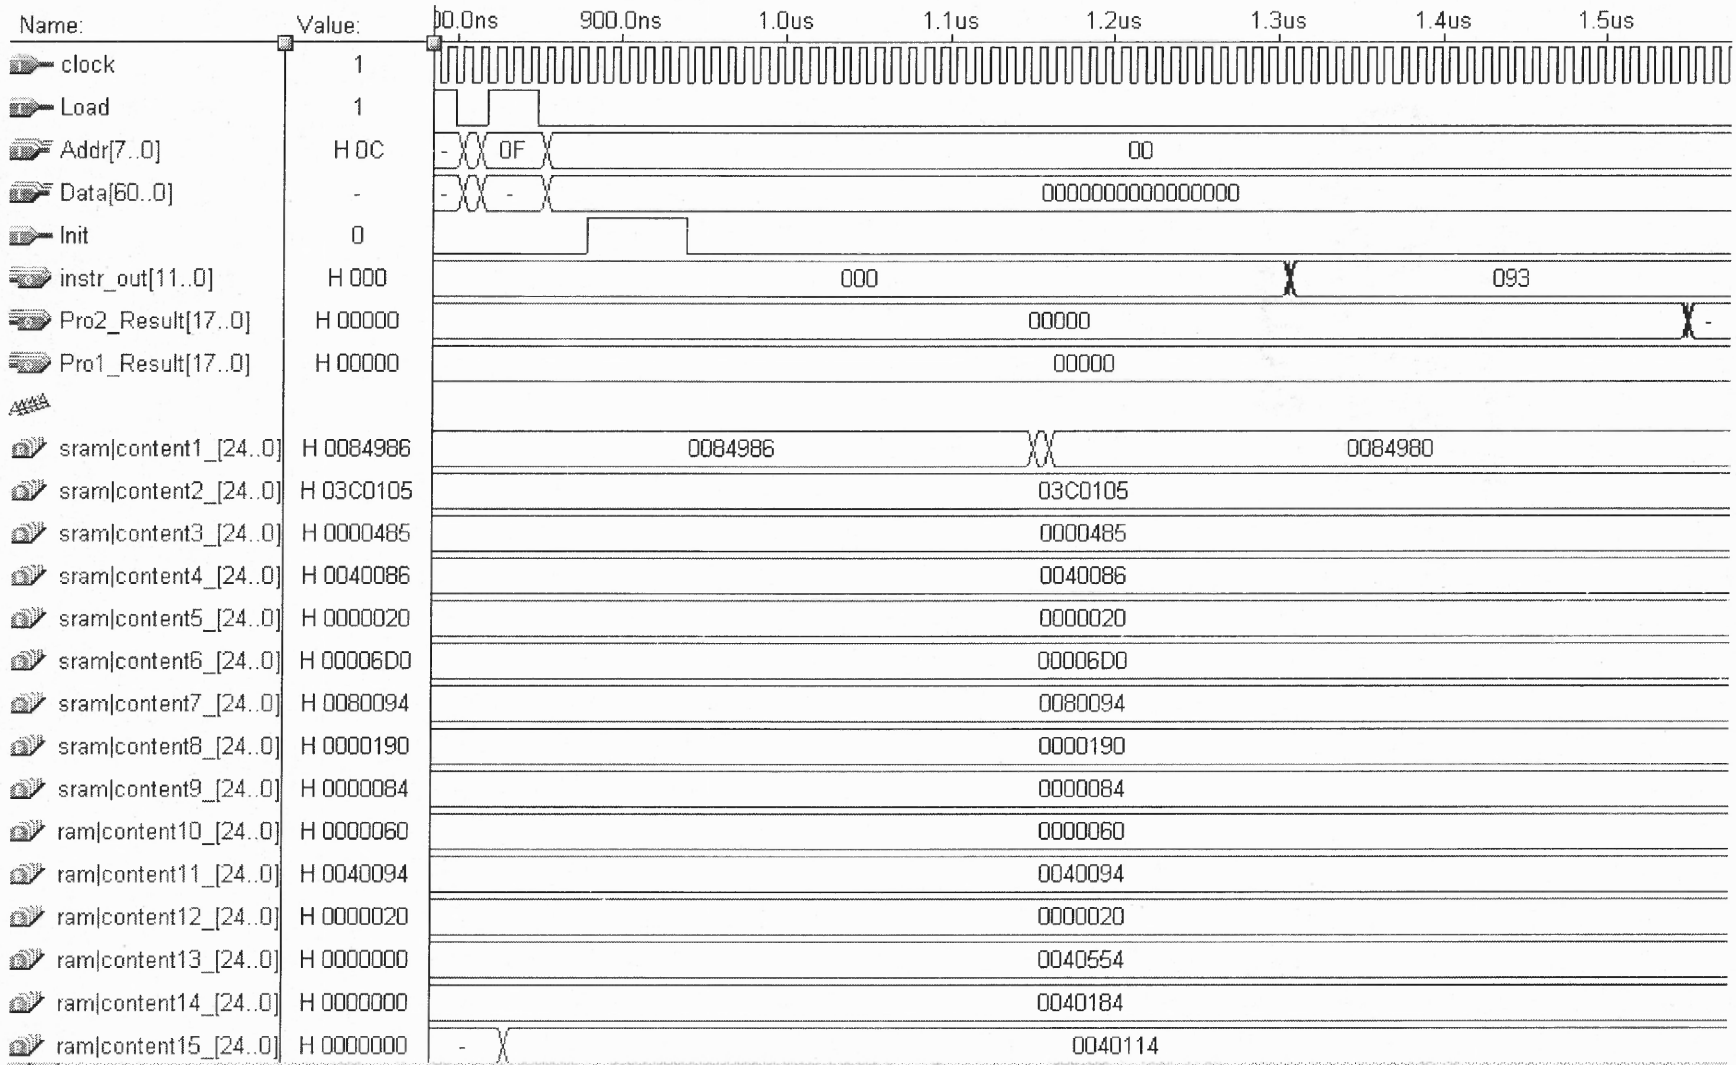 Name: Value: 00.0ns 900.0ns 1.0us 1.1us 1.2us 1.3us 1.4us 1.5us
clock 1
Load 1
Addr[7..0] H 0C - 0F 00
Data[60..0] - - - 0000000000000000
Init 0
instr_out[11..0] H 000 000 093
Pro2_Result[17..0] H 00000 00000 -
Pro1_Result[17..0] H 00000 00000
sram|content1_[24..0] H 0084986 0084986 0084980
sram|content2_[24..0] H 03C0105 03C0105
sram|content3_[24..0] H 0000485 0000485
sram|content4_[24..0] H 0040086 0040086
sram|content5_[24..0] H 0000020 0000020
sram|content6_[24..0] H 00006D0 00006D0
sram|content7_[24..0] H 0080094 0080094
sram|content8_[24..0] H 0000190 0000190
sram|content9_[24..0] H 0000084 0000084
ram|content10_[24..0] H 0000060 0000060
ram|content11_[24..0] H 0040094 0040094
ram|content12_[24..0] H 0000020 0000020
ram|content13_[24..0] H 0000000 0040554
ram|content14_[24..0] H 0000000 0040184
ram|content15_[24..0] H 0000000 - 0040114